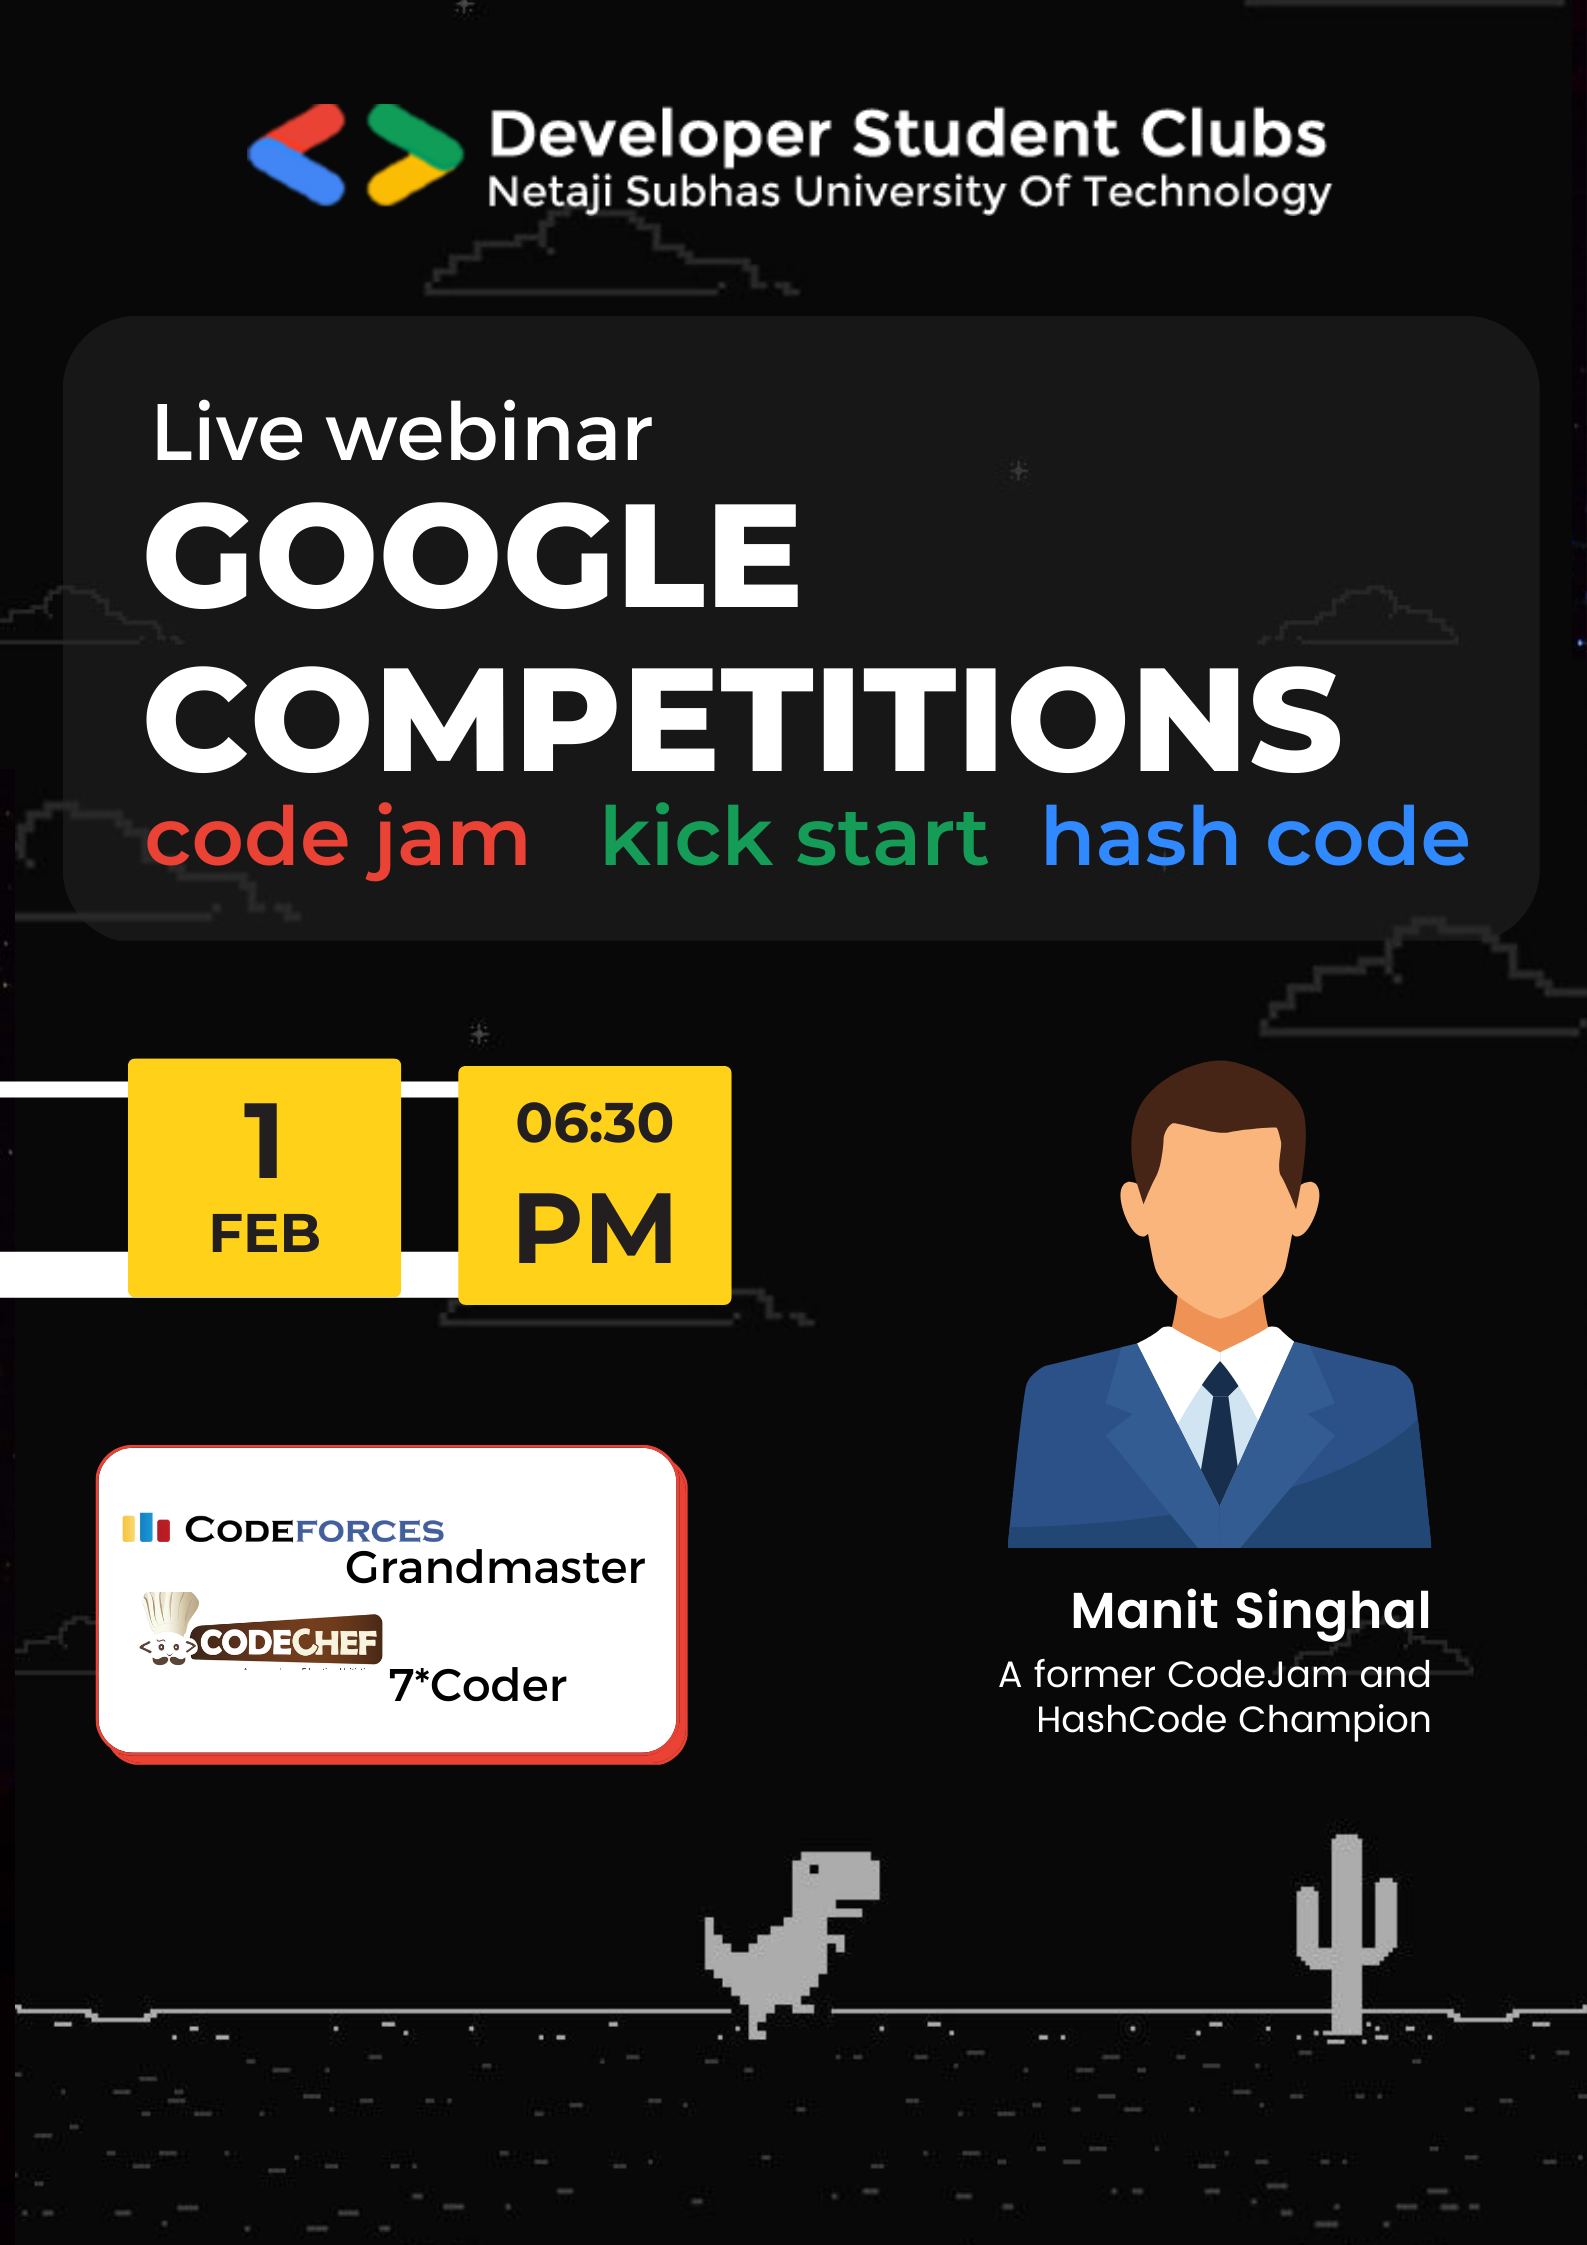 Developer Student Clubs
Netaji Subhas University Of Technology
Live webinar
GOOGLE
COMPETITIONS
code jam kick start hash code
1
FEB
06:30
PM
CODEFORCES
Grandmaster
CODECHEF
7*Coder
Manit Singhal
A former CodeJam and
HashCode Champion